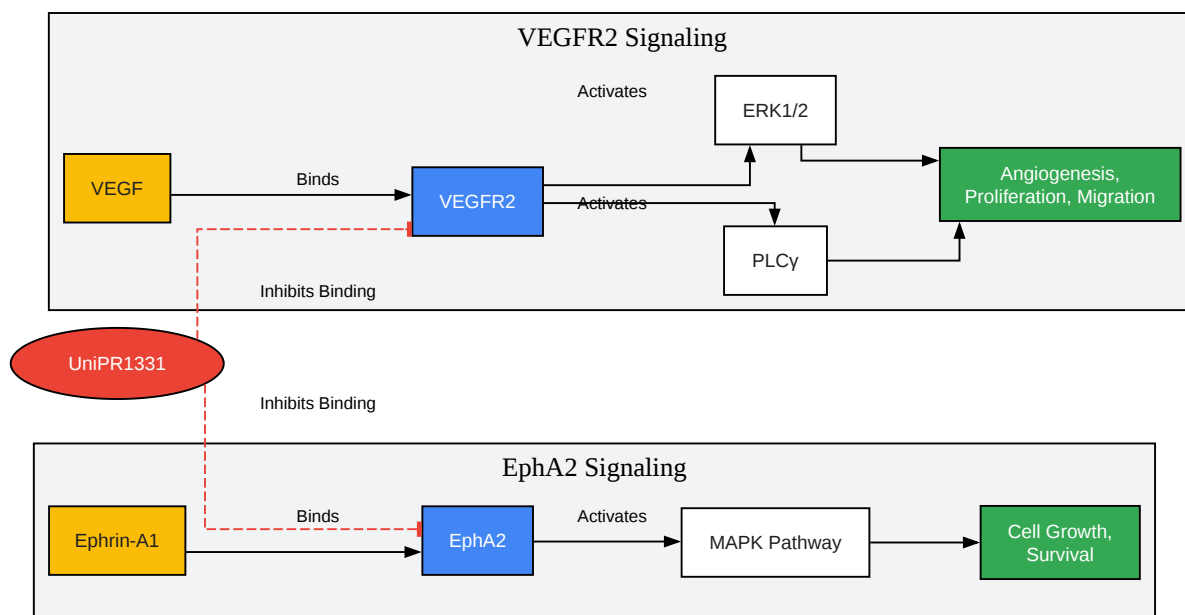 VEGFR2 Signaling
Activates
ERK1/2
VEGF
Binds
VEGFR2
Activates
Angiogenesis,
Proliferation, Migration
PLCγ
Inhibits Binding
UniPR1331
Inhibits Binding
EphA2 Signaling
Ephrin-A1
Binds
EphA2
Activates
MAPK Pathway
Cell Growth,
Survival